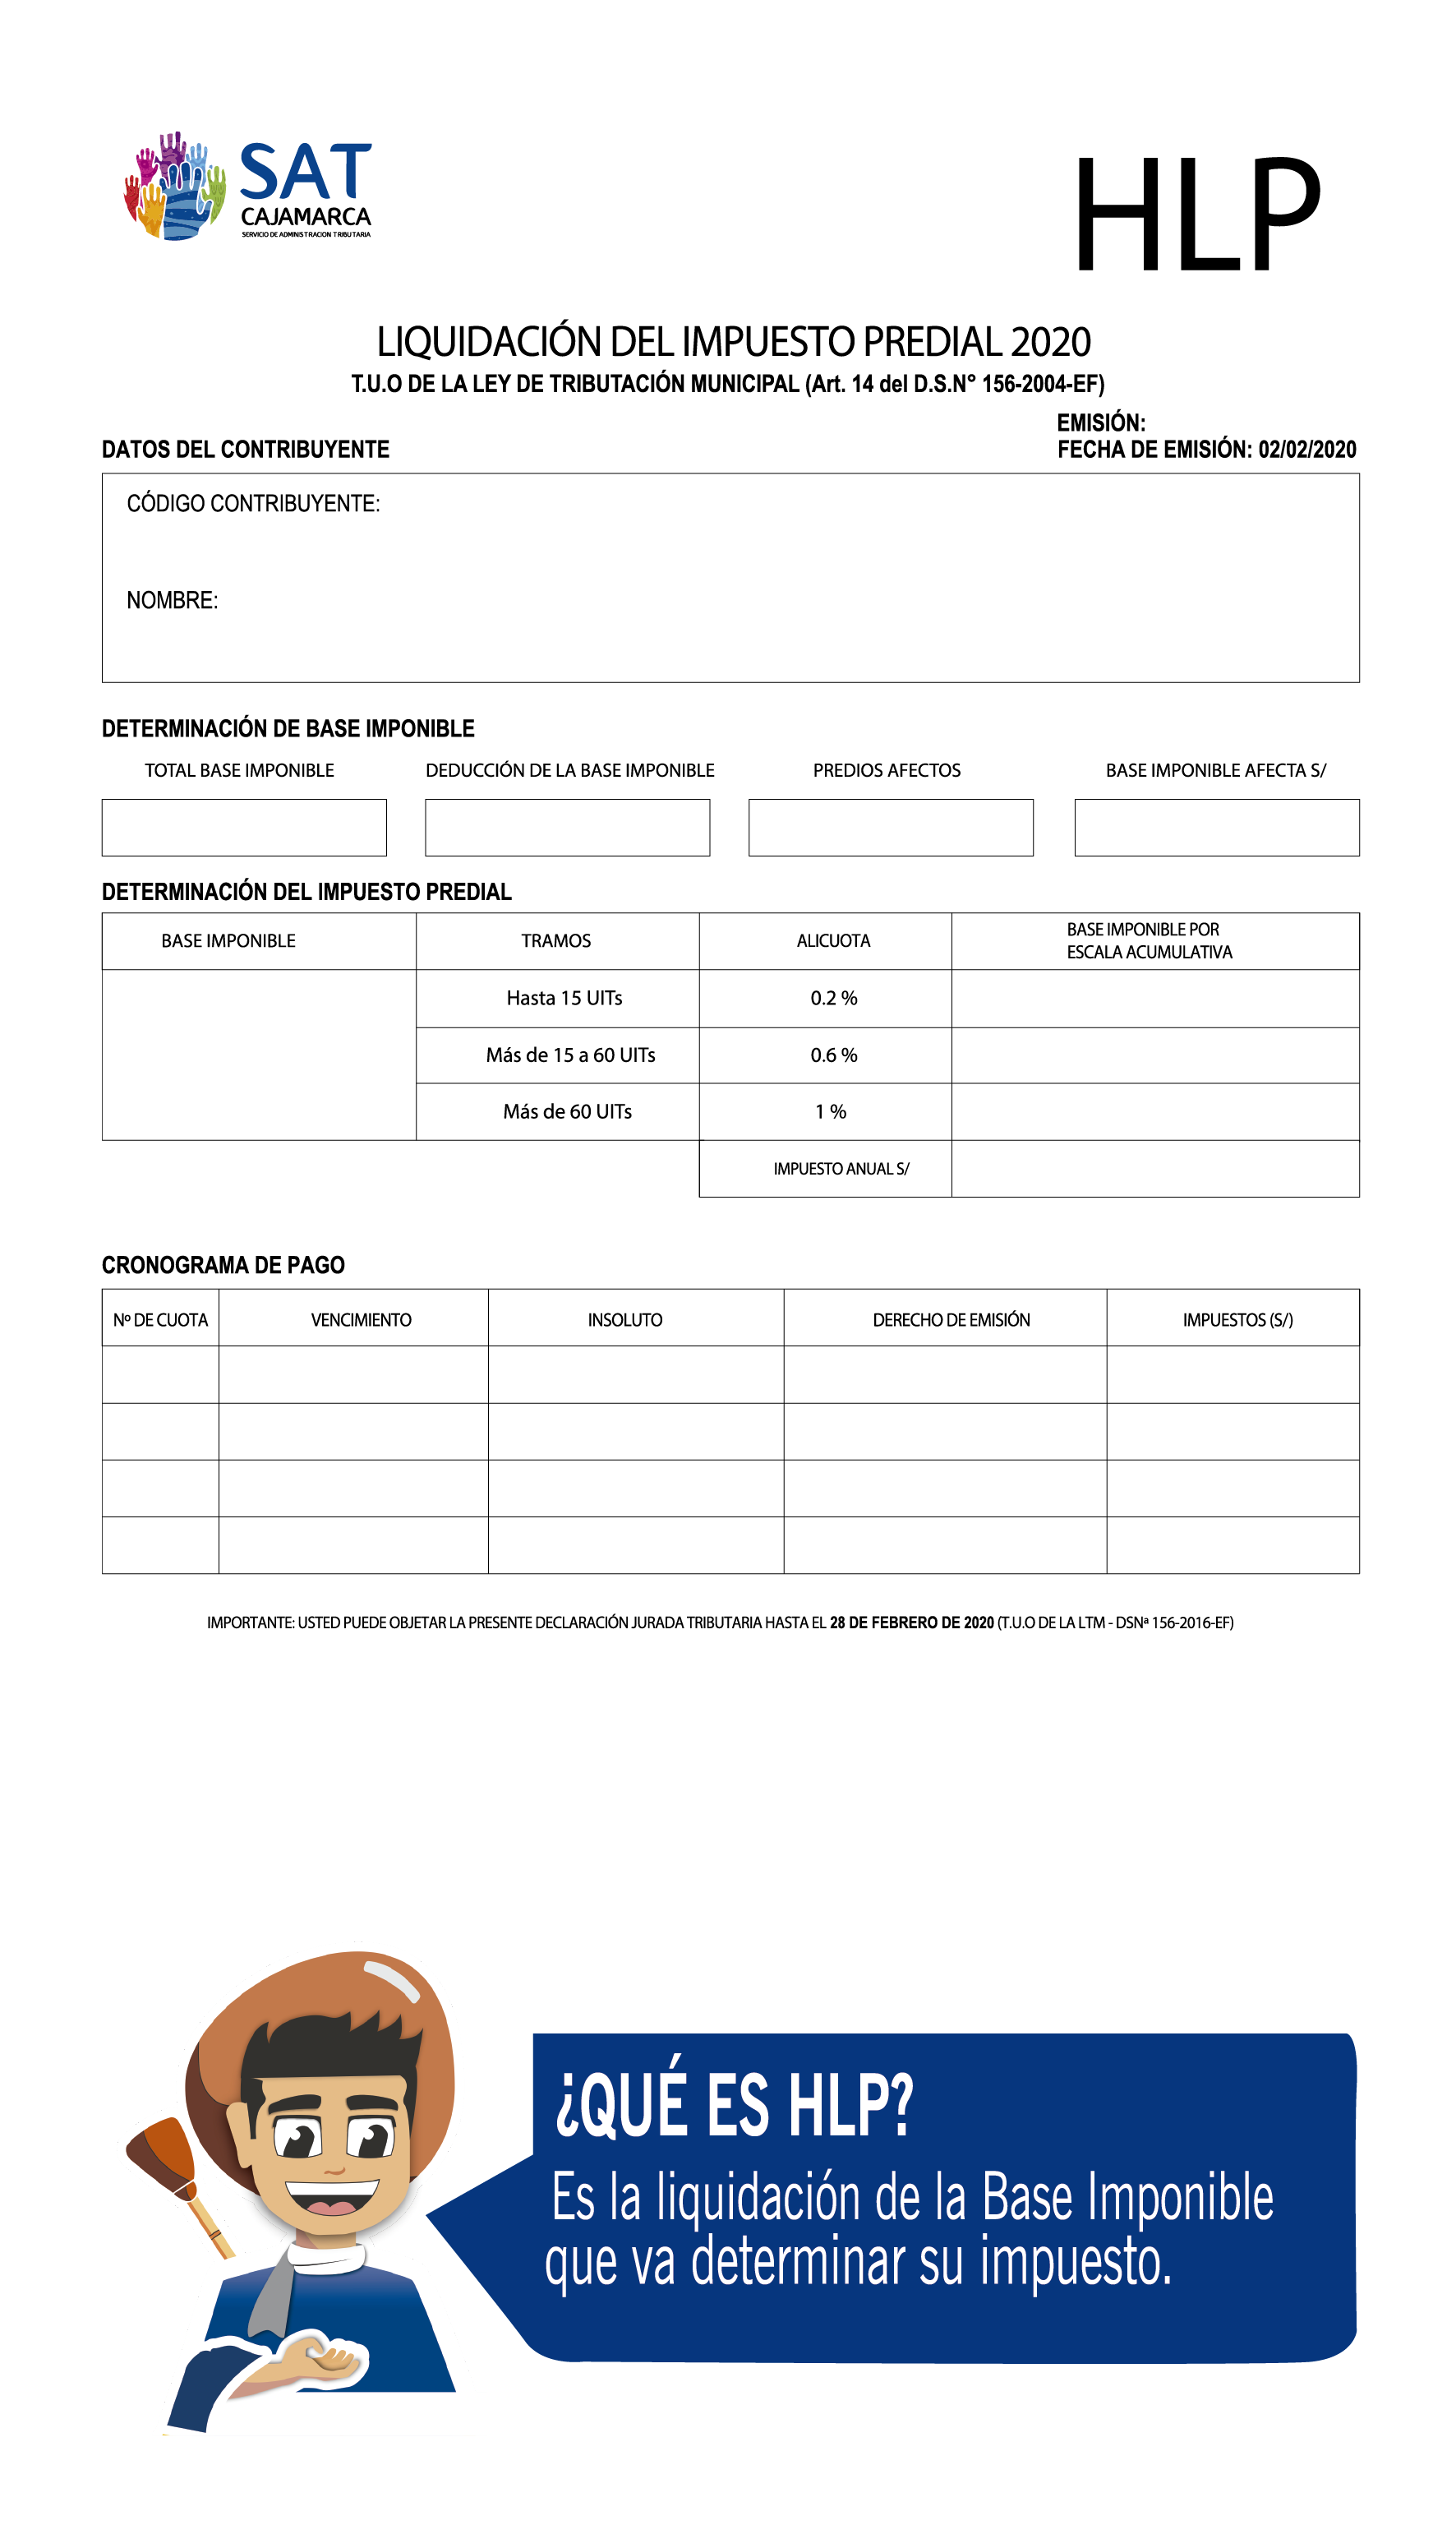 SAT
CAJAMARCA
SERVICIO DE ADMINISTRACION TRIBUTARIA
HLP
LIQUIDACIÓN DEL IMPUESTO PREDIAL 2020
T.U.O DE LA LEY DE TRIBUTACIÓN MUNICIPAL (Art. 14 del D.S.N° 156-2004-EF)
EMISIÓN:
DATOS DEL CONTRIBUYENTE
FECHA DE EMISIÓN: 02/02/2020
CÓDIGO CONTRIBUYENTE:
NOMBRE:
DETERMINACIÓN DE BASE IMPONIBLE
TOTAL BASE IMPONIBLE
DEDUCCIÓN DE LA BASE IMPONIBLE
PREDIOS AFECTOS
BASE IMPONIBLE AFECTA S/
DETERMINACIÓN DEL IMPUESTO PREDIAL
BASE IMPONIBLE
TRAMOS
ALICUOTA
BASE IMPONIBLE POR
ESCALA ACUMULATIVA
Hasta 15 UITs
0.2 %
Más de 15 a 60 UITs
0.6 %
Más de 60 UITs
1 %
IMPUESTO ANUAL S/
CRONOGRAMA DE PAGO
Nº DE CUOTA
VENCIMIENTO
INSOLUTO
DERECHO DE EMISIÓN
IMPUESTOS (S/)
IMPORTANTE: USTED PUEDE OBJETAR LA PRESENTE DECLARACIÓN JURADA TRIBUTARIA HASTA EL 28 DE FEBRERO DE 2020 (T.U.O DE LA LTM - DSNª 156-2016-EF)
¿QUÉ ES HLP?
Es la liquidación de la Base Imponible
que va determinar su impuesto.